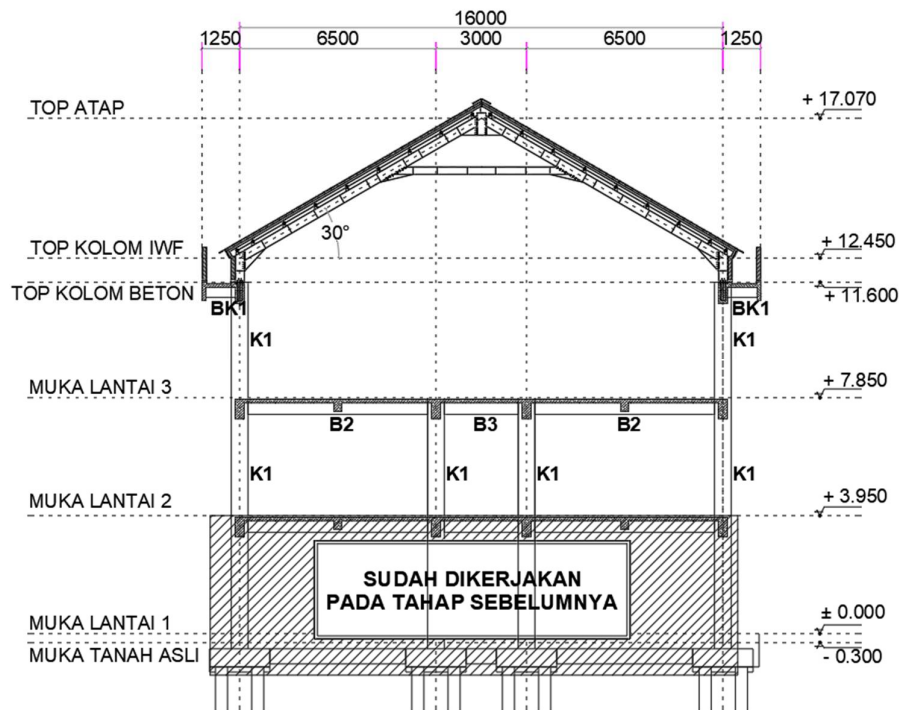 16000
1250 6500 3000 6500 1250
TOP ATAP + 17.070
30°
TOP KOLOM IWF + 12.450
TOP KOLOM BETON + 11.600
BK1 BK1
K1 K1
MUKA LANTAI 3 + 7.850
B2 B3 B2
K1 K1 K1 K1
MUKA LANTAI 2 + 3.950
SUDAH DIKERJAKAN
PADA TAHAP SEBELUMNYA
MUKA LANTAI 1 ± 0.000
MUKA TANAH ASLI - 0.300